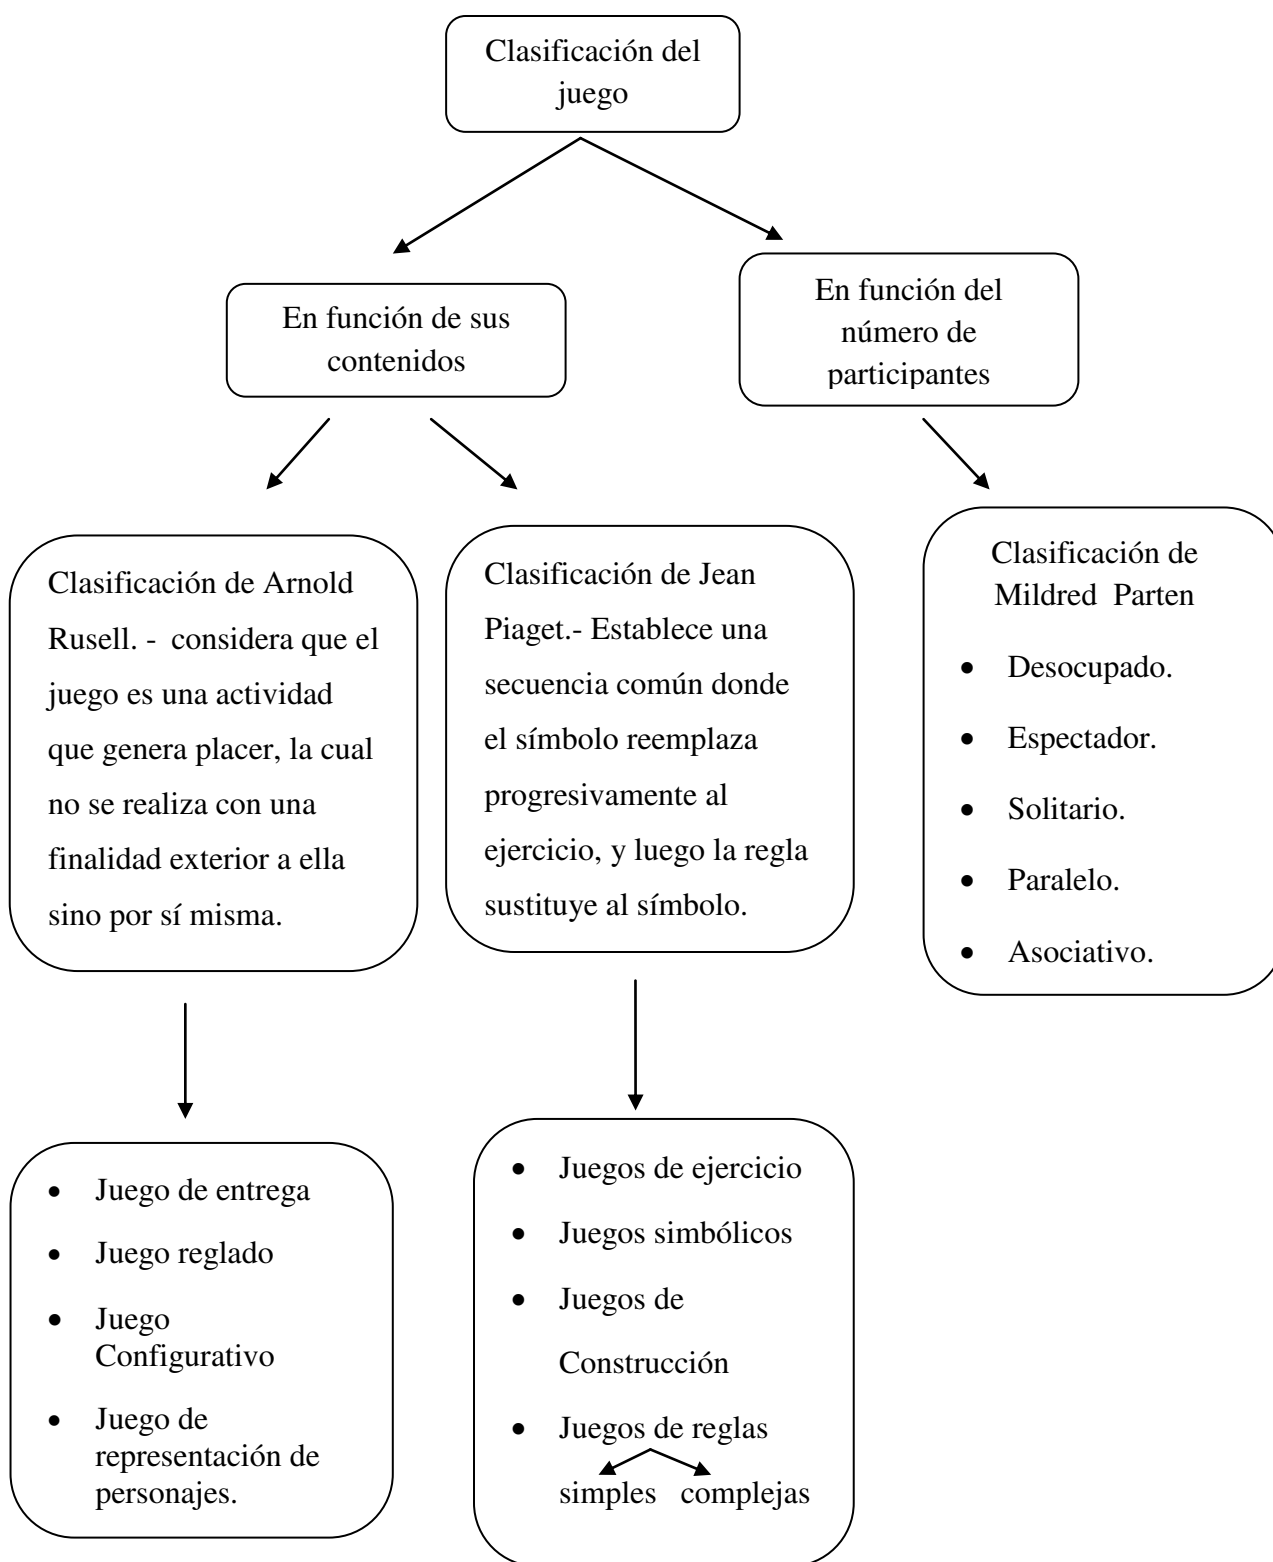 Clasificación del
juego
En función de sus
contenidos
En función del
número de
participantes
Clasificación de Arnold
Rusell. - considera que el
juego es una actividad
que genera placer, la cual
no se realiza con una
finalidad exterior a ella
sino por sí misma.
Clasificación de Jean
Piaget.- Establece una
secuencia común donde
el símbolo reemplaza
progresivamente al
ejercicio, y luego la regla
sustituye al símbolo.
Clasificación de
Mildred Parten
• Desocupado.
• Espectador.
• Solitario.
• Paralelo.
• Asociativo.
• Juego de entrega
• Juego reglado
• Juego
Configurativo
• Juego de
representación de
personajes.
• Juegos de ejercicio
• Juegos simbólicos
• Juegos de
Construcción
• Juegos de reglas
simples complejas